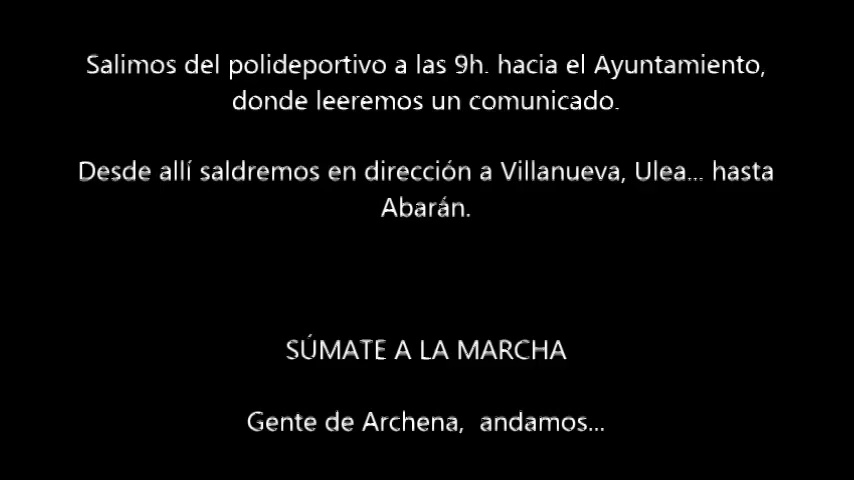 Salimos del polideportivo a las 9h. hacia el Ayuntamiento,
donde leeremos un comunicado.
Desde allí saldremos en dirección a Villanueva, Ulea... hasta
Abarán.
SÚMATE A LA MARCHA
Gente de Archena,  andamos...